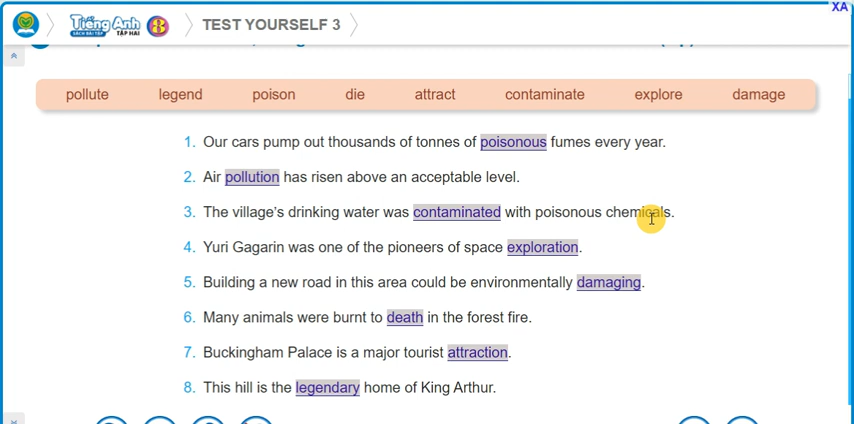 XA
Tiếng Anh 8
SÁCH BÀI TẬP TẬP HAI
TEST YOURSELF 3
pollute legend poison die attract contaminate explore damage
1. Our cars pump out thousands of tonnes of poisonous fumes every year.
2. Air pollution has risen above an acceptable level.
3. The village's drinking water was contaminated with poisonous chemicals.
4. Yuri Gagarin was one of the pioneers of space exploration.
5. Building a new road in this area could be environmentally damaging.
6. Many animals were burnt to death in the forest fire.
7. Buckingham Palace is a major tourist attraction.
8. This hill is the legendary home of King Arthur.